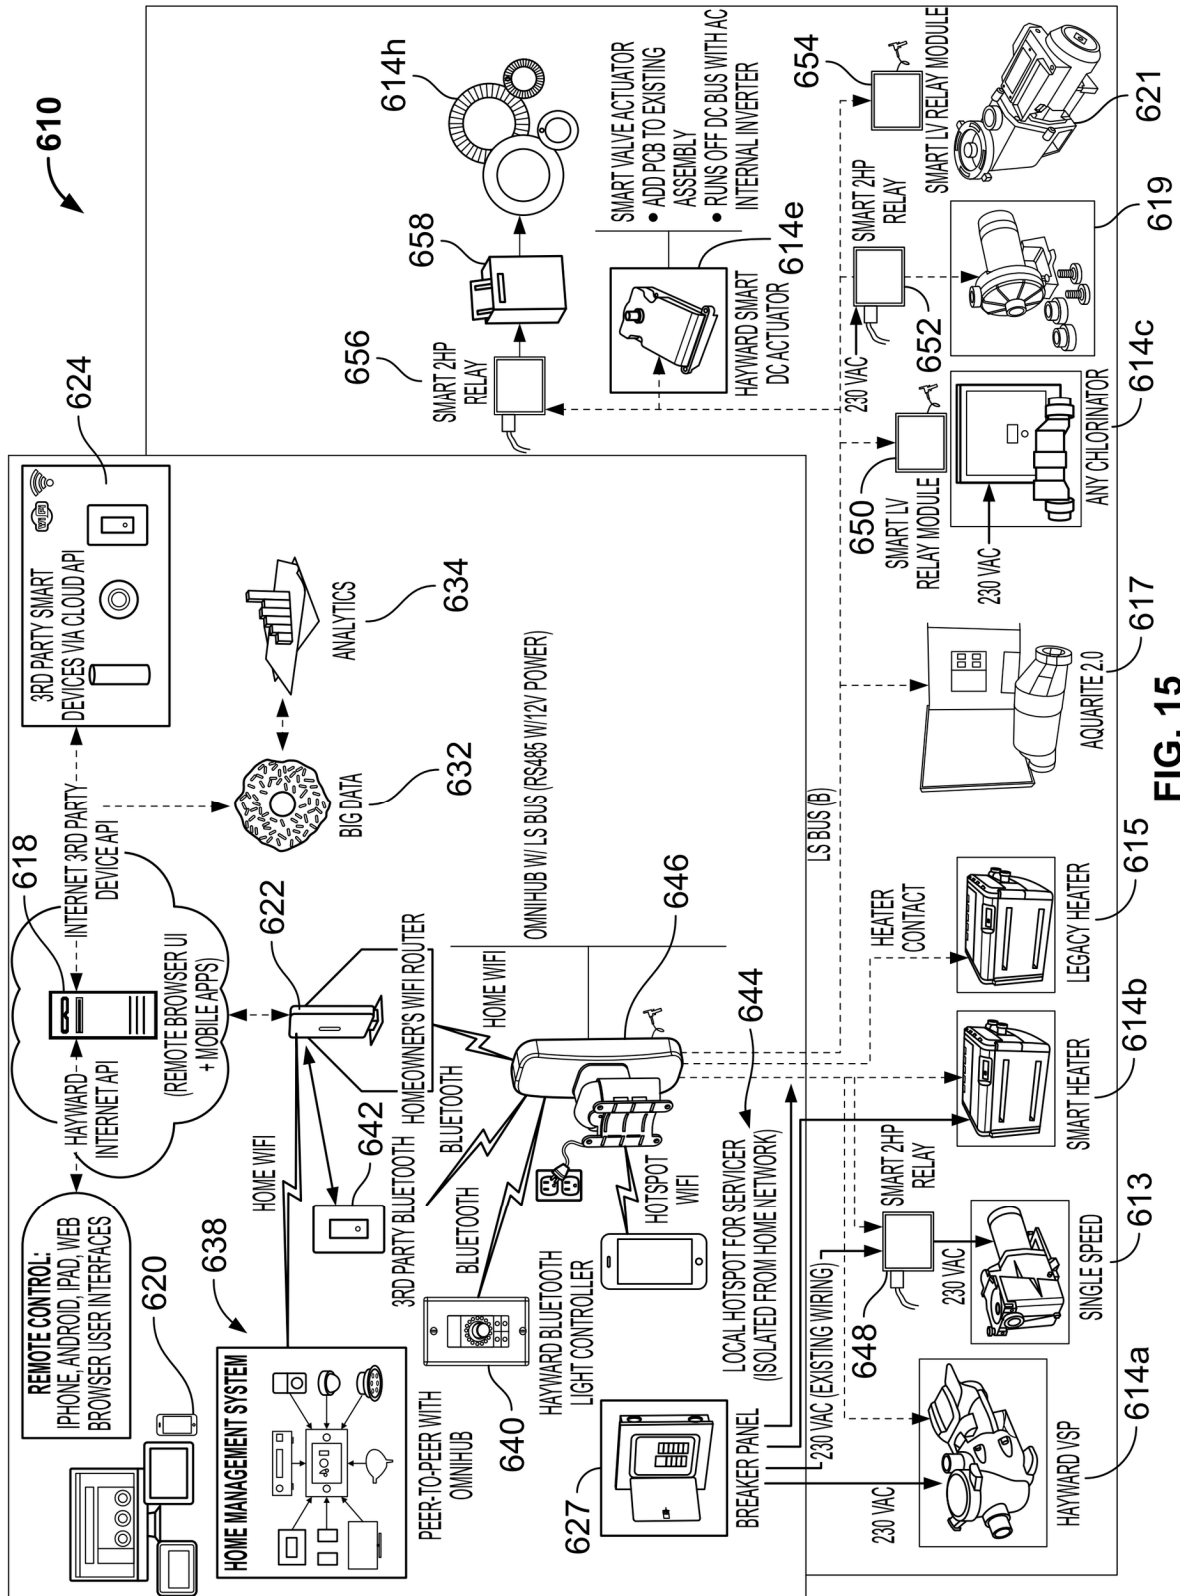 610
REMOTE CONTROL:
IPHONE, ANDROID, IPAD, WEB
BROWSER USER INTERFACES
620
HAYWARD
INTERNET API
618
(REMOTE BROWSER UI
+ MOBILE APPS)
INTERNET 3RD PARTY
DEVICE API
3RD PARTY SMART
DEVICES VIA CLOUD API
Wi Fi
624
BIG DATA
632
ANALYTICS
634
HOME MANAGEMENT SYSTEM
638
HOME WIFI
622
HOMEOWNER'S WIFI ROUTER
642
3RD PARTY BLUETOOTH
BLUETOOTH
HOME WIFI
PEER-TO-PEER WITH
OMNIHUB
640
BLUETOOTH
HAYWARD BLUETOOTH
LIGHT CONTROLLER
HOTSPOT
WIFI
644
LOCAL HOTSPOT FOR SERVICER
(ISOLATED FROM HOME NETWORK)
646
OMNIHUB W/ LS BUS (RS485 W/12V POWER)
627
BREAKER PANEL
230 VAC (EXISTING WIRING)
230 VAC
HAYWARD VSP
614a
648
SMART 2HP
RELAY
230 VAC
SINGLE SPEED
613
SMART HEATER
614b
HEATER
CONTACT
LEGACY HEATER
615
LS BUS (B)
AQUARITE 2.0
617
650
SMART LV
RELAY MODULE
230 VAC
ANY CHLORINATOR
614c
230 VAC
SMART 2HP
RELAY
652
619
654
SMART LV RELAY MODULE
621
656
SMART 2HP
RELAY
658
614h
HAYWARD SMART
DC ACTUATOR
614e
SMART VALVE ACTUATOR
• ADD PCB TO EXISTING
ASSEMBLY
• RUNS OFF DC BUS WITH AC
INTERNAL INVERTER
FIG. 15